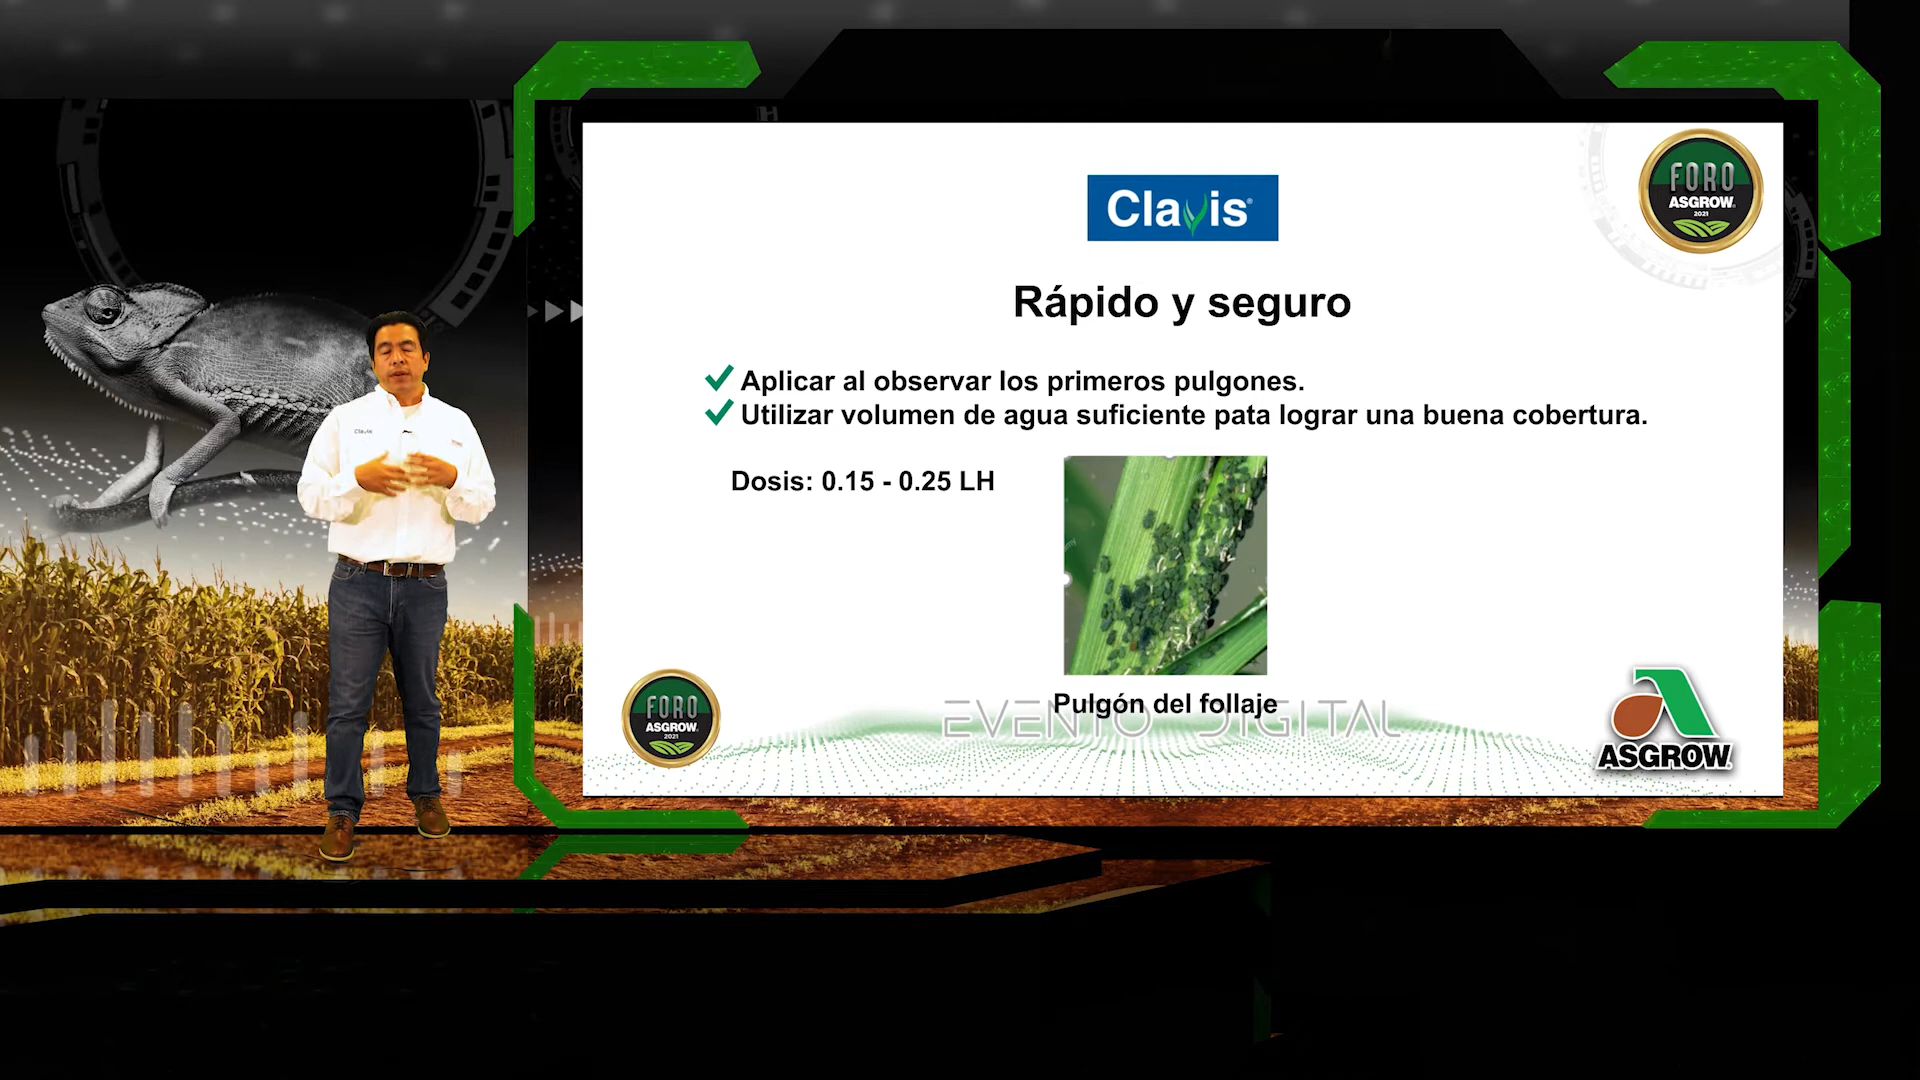 Clavis
FORO
ASGROW
2021
Rápido y seguro
Aplicar al observar los primeros pulgones.
Utilizar volumen de agua suficiente pata lograr una buena cobertura.
Dosis: 0.15 - 0.25 LH
Clavis
Pulgón del follaje
EVENTO DIGITAL
FORO
ASGROW
2021
ASGROW